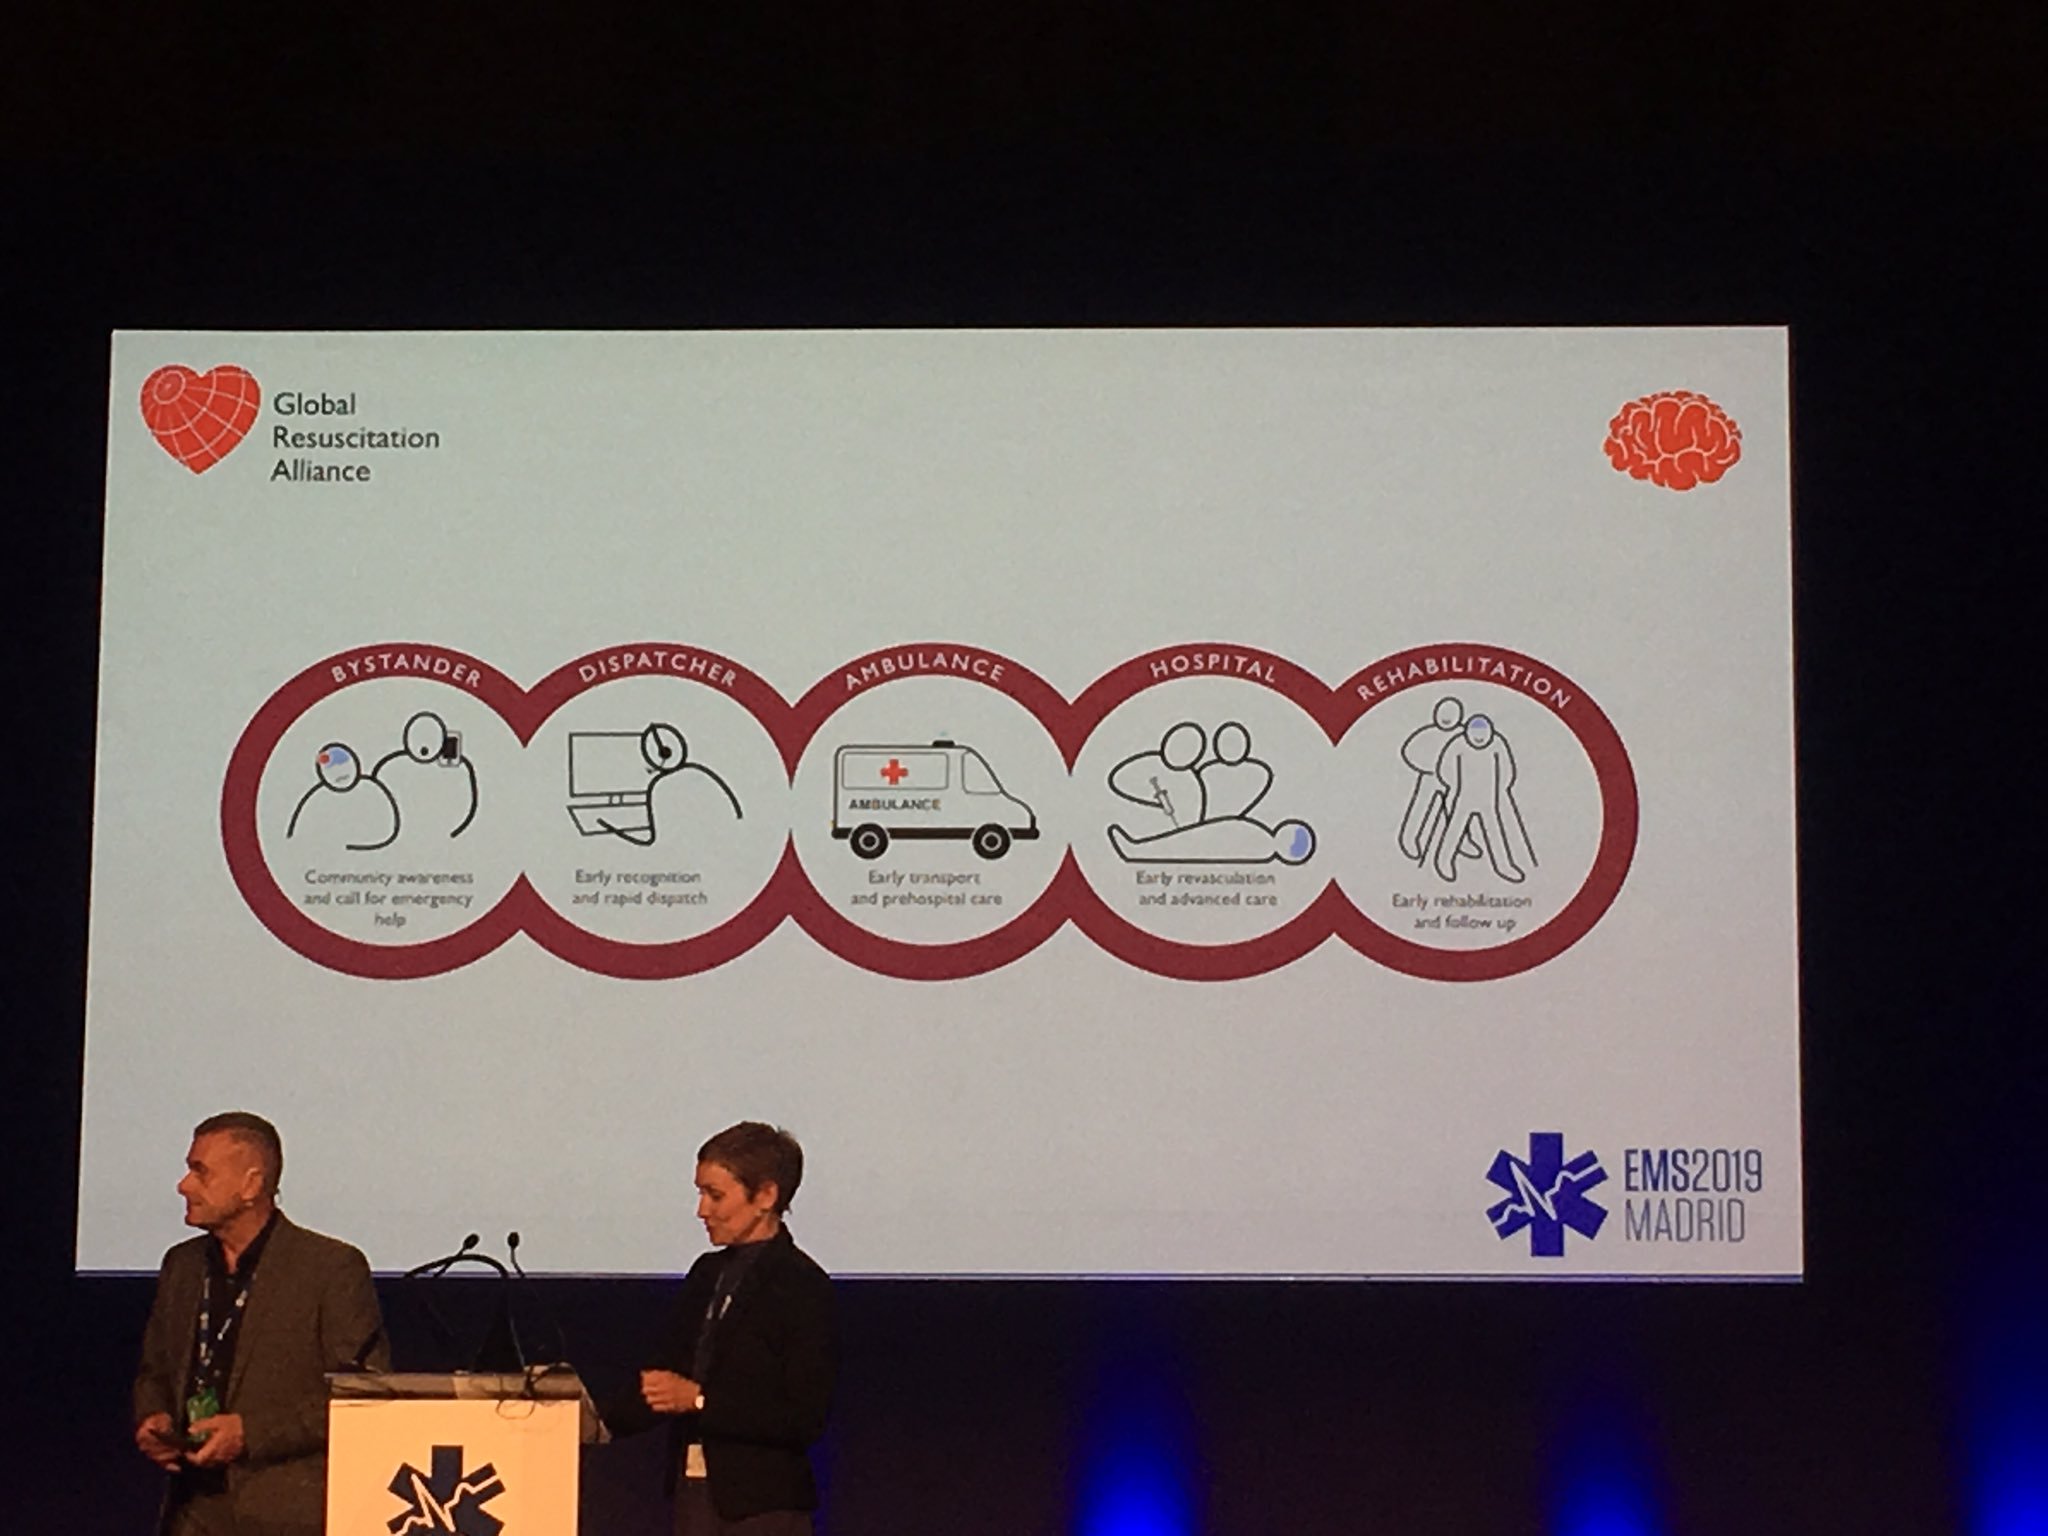 Global
Resuscitation
Alliance
BYSTANDER
Community awareness
and call for emergency
help
DISPATCHER
Early recognition
and rapid dispatch
AMBULANCE
AMBULANCE
Early transport
and prehospital care
HOSPITAL
Early revasculation
and advanced care
REHABILITATION
Early rehabilitation
and follow up
EMS2019
MADRID